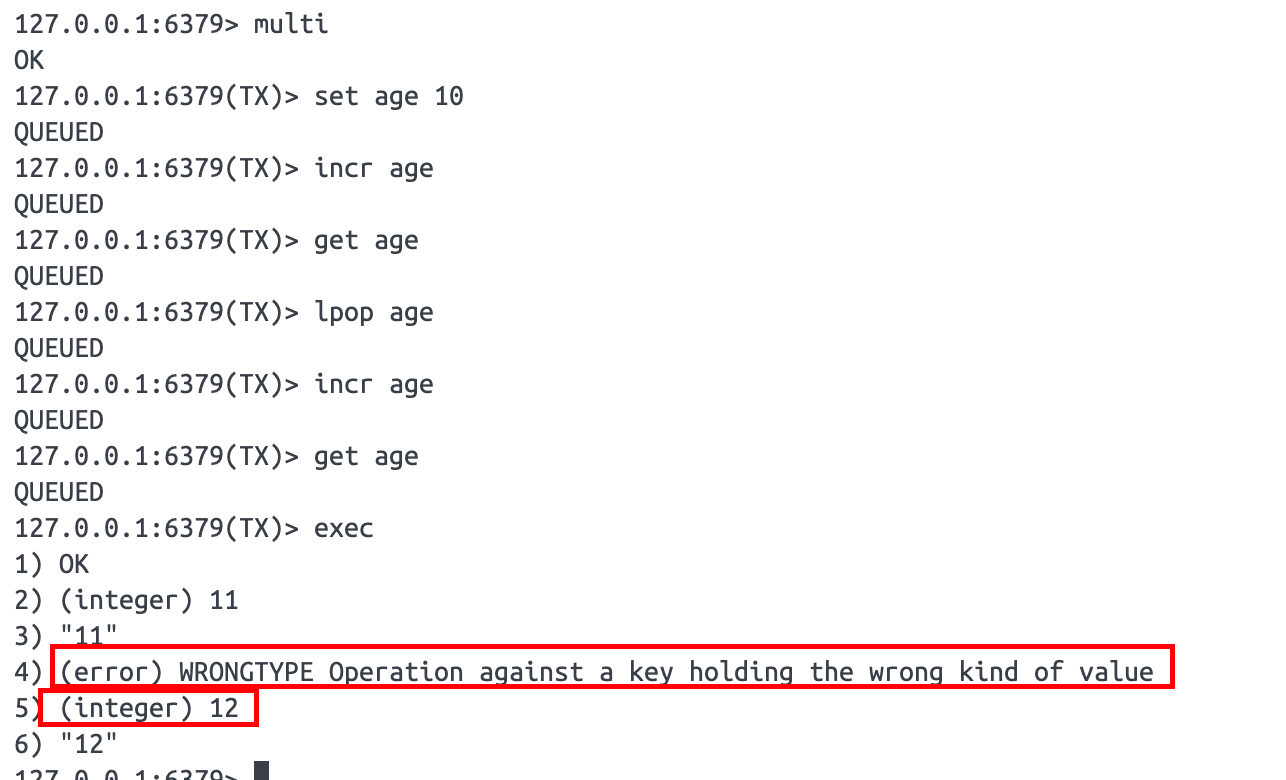 127.0.0.1:6379> multi
OK
127.0.0.1:6379(TX)> set age 10
QUEUED
127.0.0.1:6379(TX)> incr age
QUEUED
127.0.0.1:6379(TX)> get age
QUEUED
127.0.0.1:6379(TX)> lpop age
QUEUED
127.0.0.1:6379(TX)> incr age
QUEUED
127.0.0.1:6379(TX)> get age
QUEUED
127.0.0.1:6379(TX)> exec
1) OK
2) (integer) 11
3) "11"
4) (error) WRONGTYPE Operation against a key holding the wrong kind of value
5) (integer) 12
6) "12"
127.0.0.1:6379>